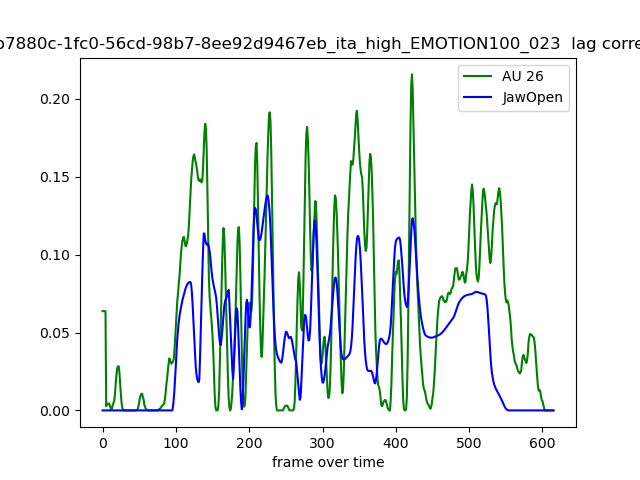 b7880c-1fc0-56cd-98b7-8ee92d9467eb_ita_high_EMOTION100_023 lag corre
AU 26
JawOpen
0.20
0.15
0.10
0.05
0.00
0 100 200 300 400 500 600
frame over time